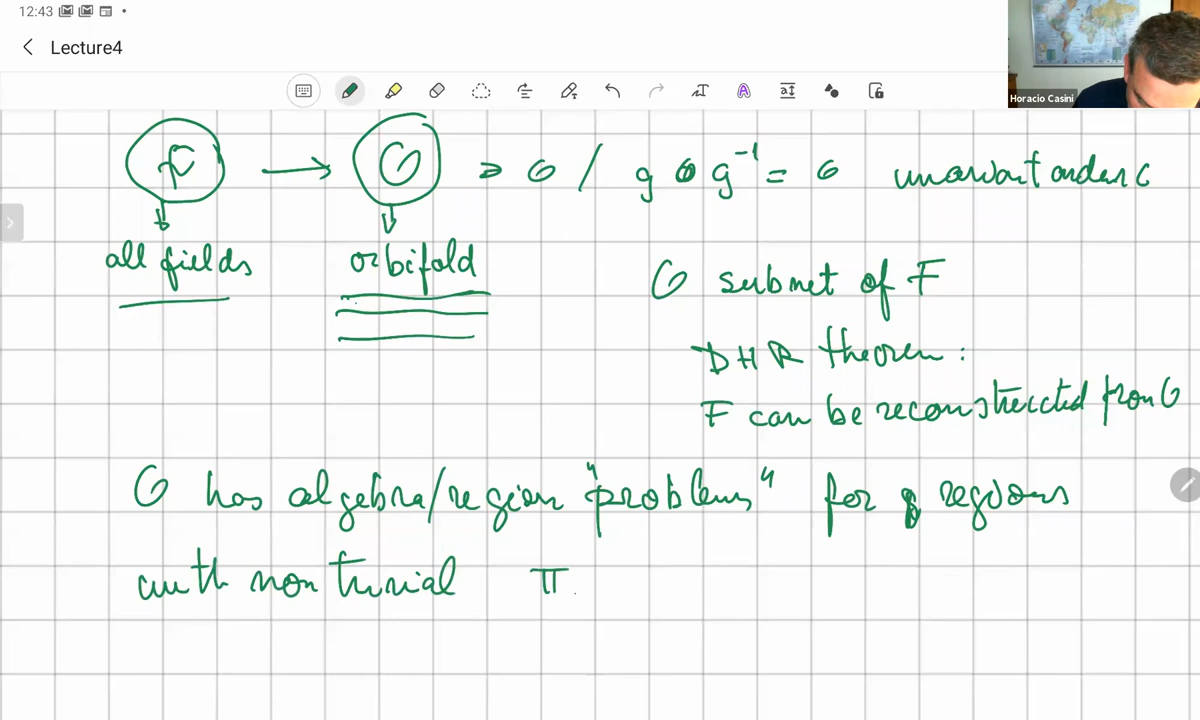 12:43
Lecture4
Horacio Casini
F → O ∋ O / g O g⁻¹ = O under G
all fields orbifold
O subnet of F
DHR theorem:
F can be reconstructed from O
O has algebra/region "problems" for regions
with non trivial π